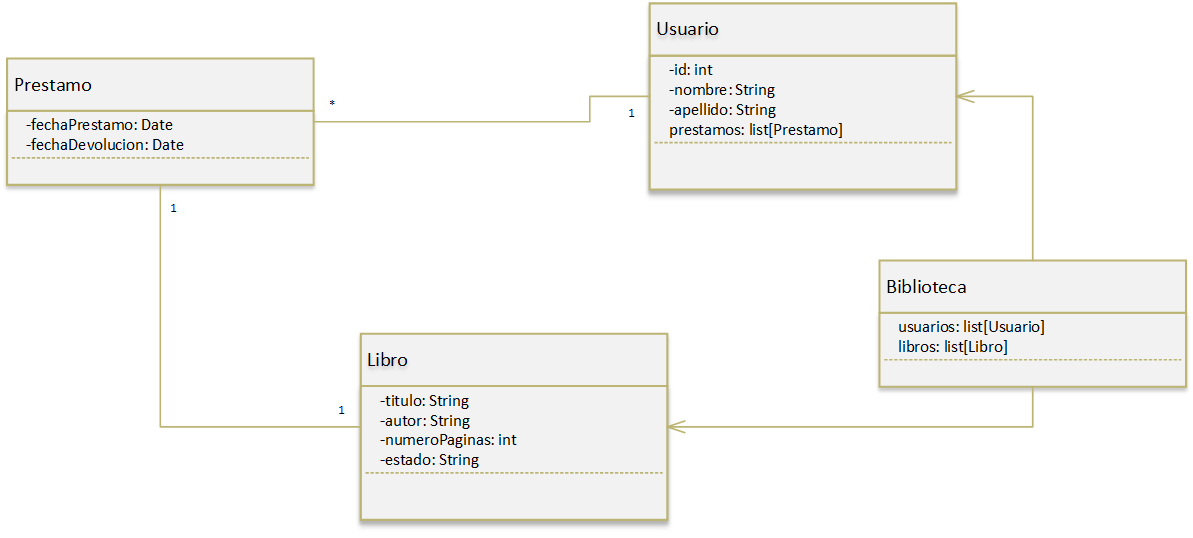 Usuario
-id: int
-nombre: String
-apellido: String
prestamos: list[Prestamo]
Prestamo
-fechaPrestamo: Date
-fechaDevolucion: Date
*
1
1
Biblioteca
usuarios: list[Usuario]
libros: list[Libro]
Libro
-titulo: String
-autor: String
-numeroPaginas: int
-estado: String
1